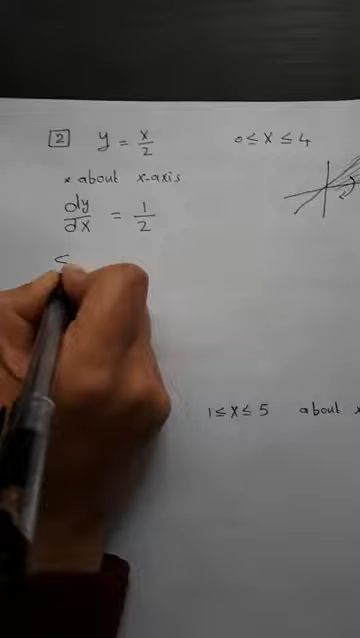 2 y = x/2 0 ≤ x ≤ 4
* about x-axis
dy/dx = 1/2
S
1 ≤ x ≤ 5 about x